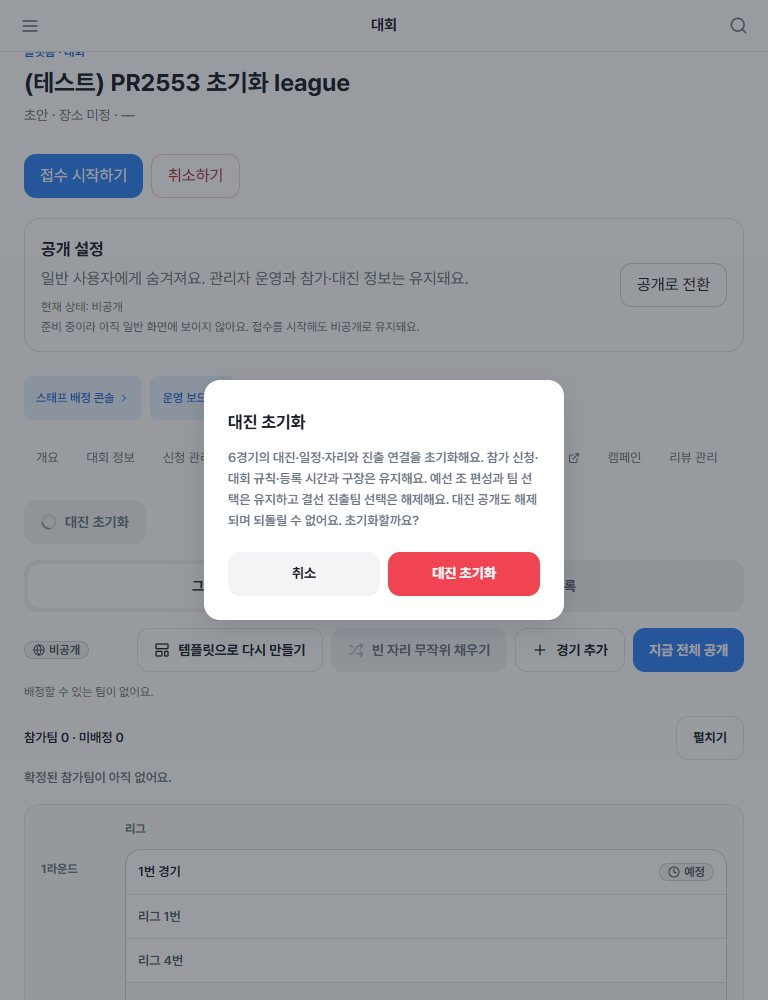 대회
플랫폼 · 대회
(테스트) PR2553 초기화 league
초안 · 장소 미정 · —
접수 시작하기
취소하기
공개 설정
일반 사용자에게 숨겨져요. 관리자 운영과 참가·대진 정보는 유지돼요.
현재 상태: 비공개
준비 중이라 아직 일반 화면에 보이지 않아요. 접수를 시작해도 비공개로 유지돼요.
공개로 전환
스태프 배정 콘솔
운영 보드
개요
대회 정보
신청 관
캠페인
리뷰 관리
대진 초기화
대진 초기화
6경기의 대진·일정·자리와 진출 연결을 초기화해요. 참가 신청·
대회 규칙·등록 시간과 구장은 유지해요. 예선 조 편성과 팀 선
택은 유지하고 결선 진출팀 선택은 해제해요. 대진 공개도 해제
되며 되돌릴 수 없어요. 초기화할까요?
취소
대진 초기화
그
록
비공개
템플릿으로 다시 만들기
빈 자리 무작위 채우기
경기 추가
지금 전체 공개
배정할 수 있는 팀이 없어요.
참가팀 0 · 미배정 0
펼치기
확정된 참가팀이 아직 없어요.
리그
1라운드
1번 경기
예정
리그 1번
리그 4번